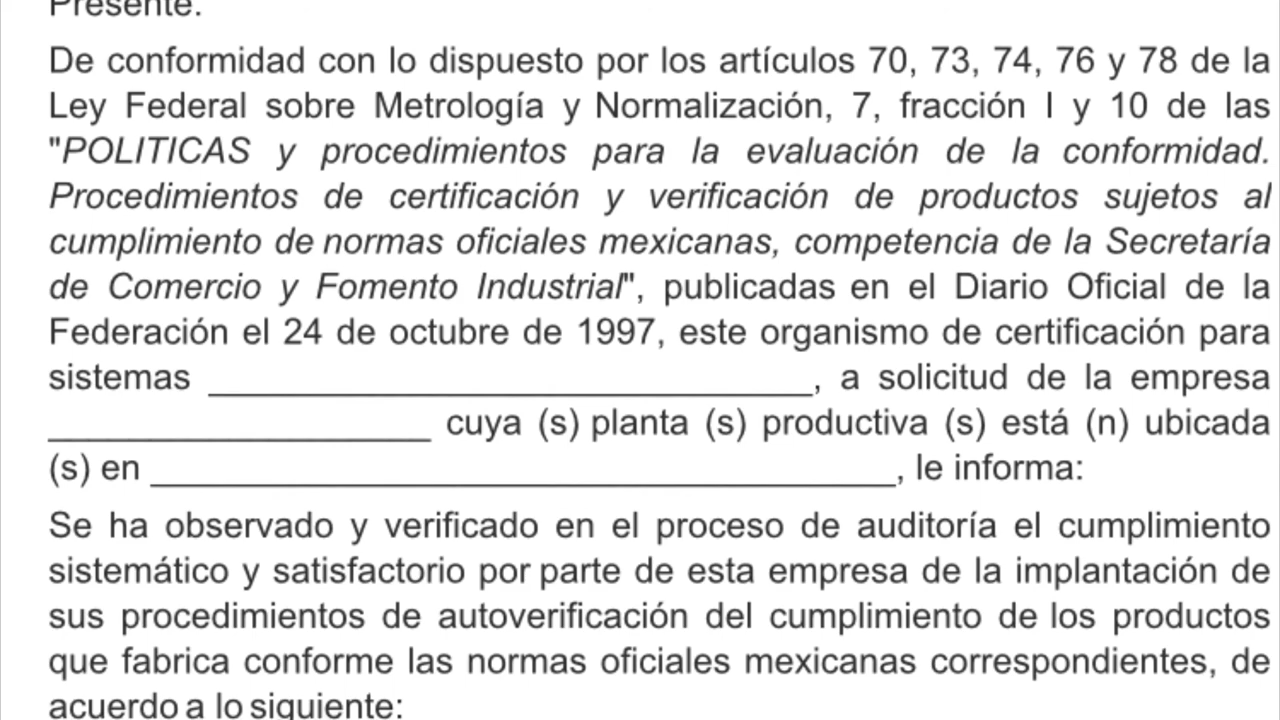 Presente.
De conformidad con lo dispuesto por los artículos 70, 73, 74, 76 y 78 de la
Ley Federal sobre Metrología y Normalización, 7, fracción I y 10 de las
"POLITICAS y procedimientos para la evaluación de la conformidad.
Procedimientos de certificación y verificación de productos sujetos al
cumplimiento de normas oficiales mexicanas, competencia de la Secretaría
de Comercio y Fomento Industrial", publicadas en el Diario Oficial de la
Federación el 24 de octubre de 1997, este organismo de certificación para
sistemas ______________________________, a solicitud de la empresa
___________________ cuya (s) planta (s) productiva (s) está (n) ubicada
(s) en _____________________________________, le informa:
Se ha observado y verificado en el proceso de auditoría el cumplimiento
sistemático y satisfactorio por parte de esta empresa de la implantación de
sus procedimientos de autoverificación del cumplimiento de los productos
que fabrica conforme las normas oficiales mexicanas correspondientes, de
acuerdo a lo siguiente: